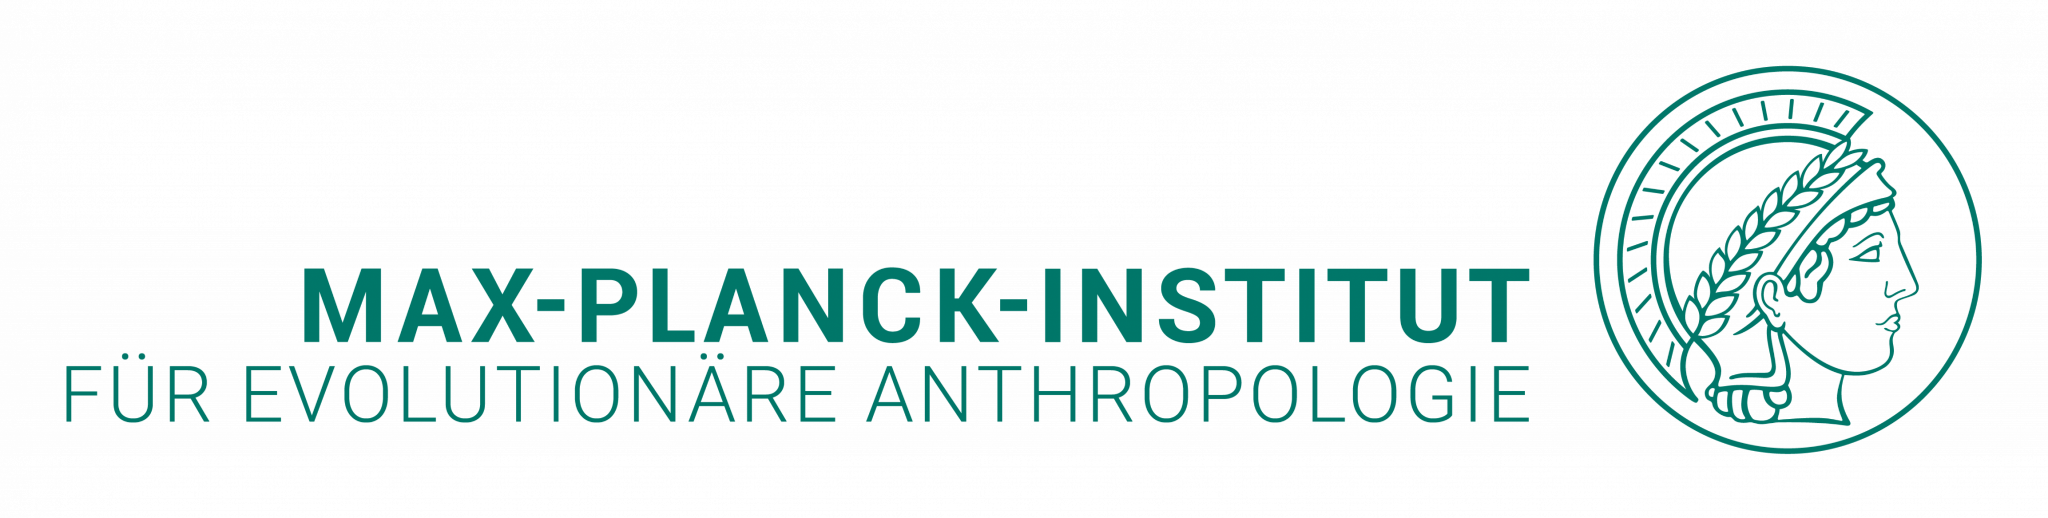 MAX-PLANCK-INSTITUT
FÜR EVOLUTIONÄRE ANTHROPOLOGIE